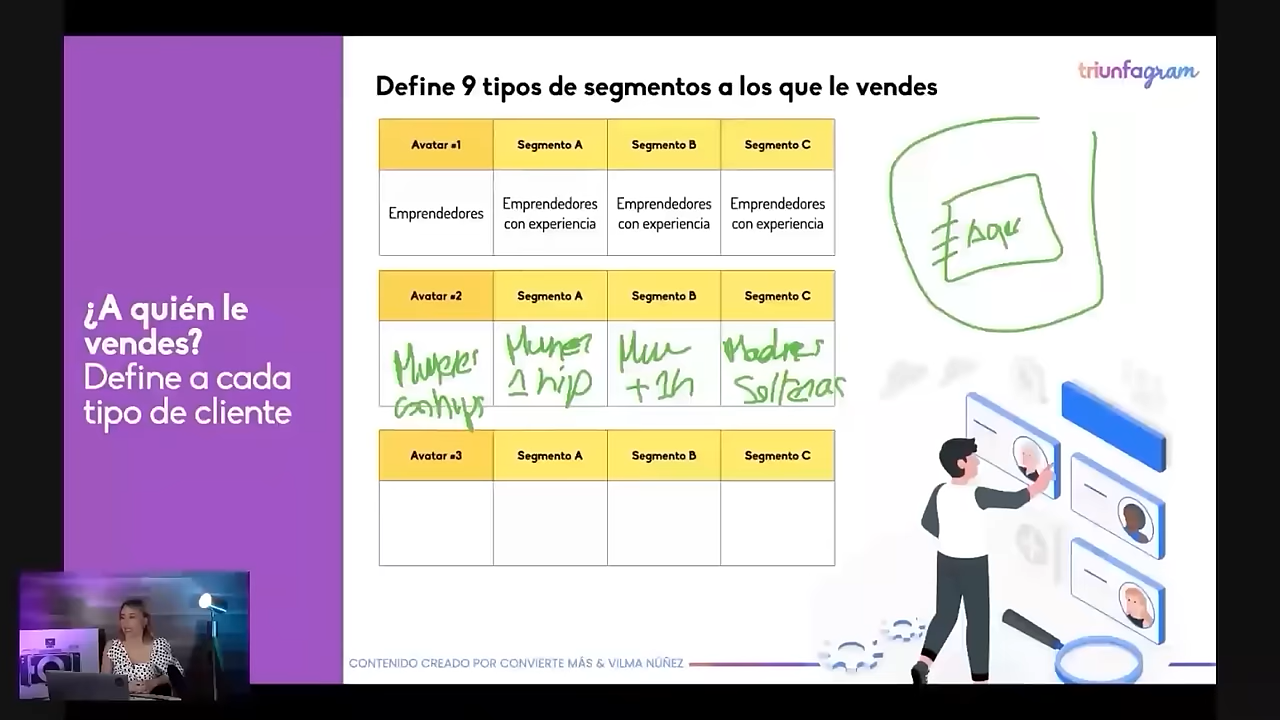 triunfagram
Define 9 tipos de segmentos a los que le vendes
Avatar #1 Segmento A Segmento B Segmento C
Emprendedores
Emprendedores
con experiencia
Emprendedores
con experiencia
Emprendedores
con experiencia
Avatar #2 Segmento A Segmento B Segmento C
Mujeres
con hijos
Mujer
1 hijo
+1h
Madres
Solteras
Avatar #3 Segmento A Segmento B Segmento C
¿A quién le
vendes?
Define a cada
tipo de cliente
CONTENIDO CREADO POR CONVIERTE MÁS & VILMA NÚÑEZ